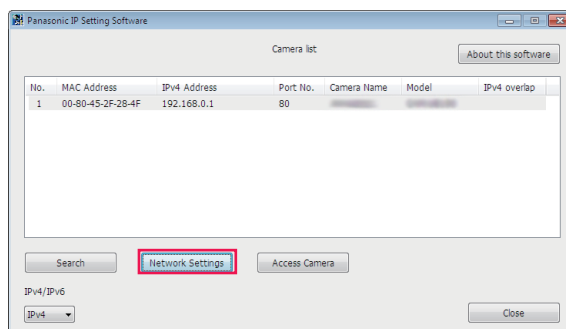 Panasonic IP Setting Software
Camera list
About this software
No. MAC Address IPv4 Address Port No. Camera Name Model IPv4 overlap
1 00-80-45-2F-28-4F 192.168.0.1 80
Search Network Settings Access Camera
IPv4/IPv6
IPv4 Close